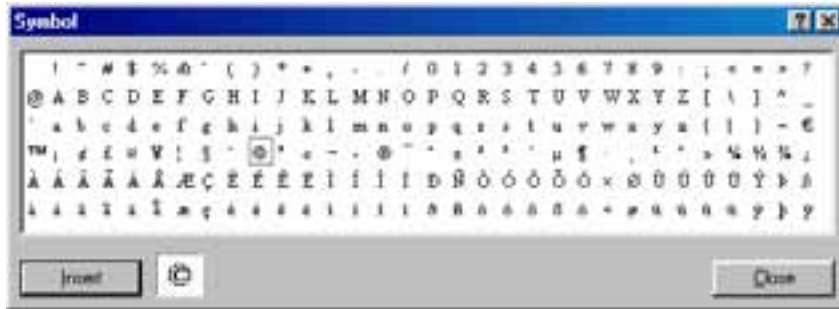 Symbol
! " # $ % & ' ( ) * + , - . / 0 1 2 3 4 5 6 7 8 9 : ; < = > ?
@ A B C D E F G H I J K L M N O P Q R S T U V W X Y Z [ \ ] ^ _
` a b c d e f g h i j k l m n o p q r s t u v w x y z { | } ~ €
™ ¡ ¢ £ ¤ ¥ ¦ § ¨ © ª « ¬ - ® ¯ ° ± ² ³ ´ µ ¶ · ¸ ¹ º » ¼ ½ ¾ ¿
À Á Â Ã Ä Å Æ Ç È É Ê Ë Ì Í Î Ï Ð Ñ Ò Ó Ô Õ Ö × Ø Ù Ú Û Ü Ý Þ ß
à á â ã ä å æ ç è é ê ë ì í î ï ð ñ ò ó ô õ ö ÷ ø ù ú û ü ý þ ÿ
Insert © Close